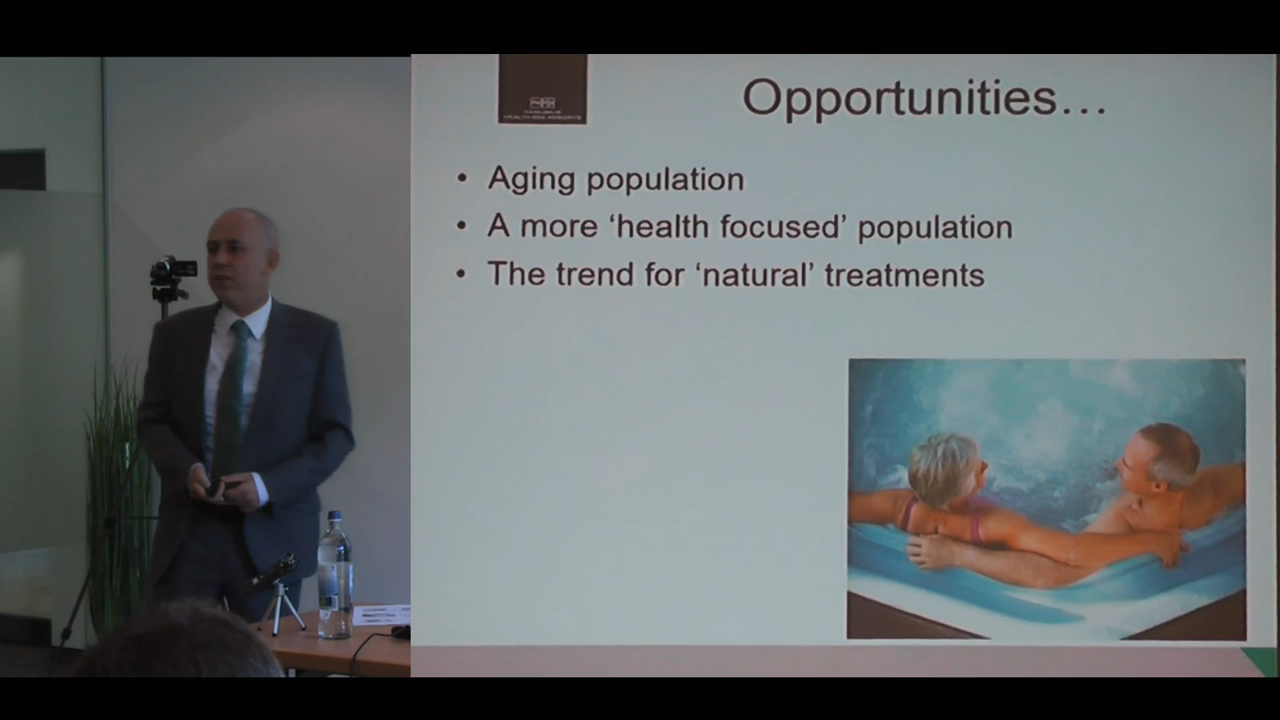 Opportunities…
• Aging population
• A more ‘health focused’ population
• The trend for ‘natural’ treatments